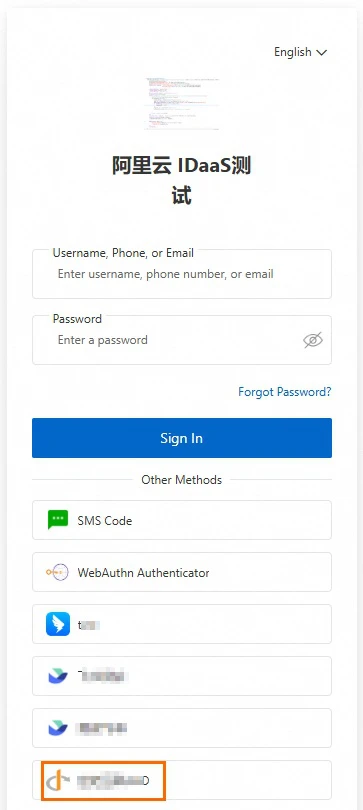 English
阿里云 IDaaS测
试
Username, Phone, or Email
Enter username, phone number, or email
Password
Enter a password
Forgot Password?
Sign In
Other Methods
SMS Code
WebAuthn Authenticator